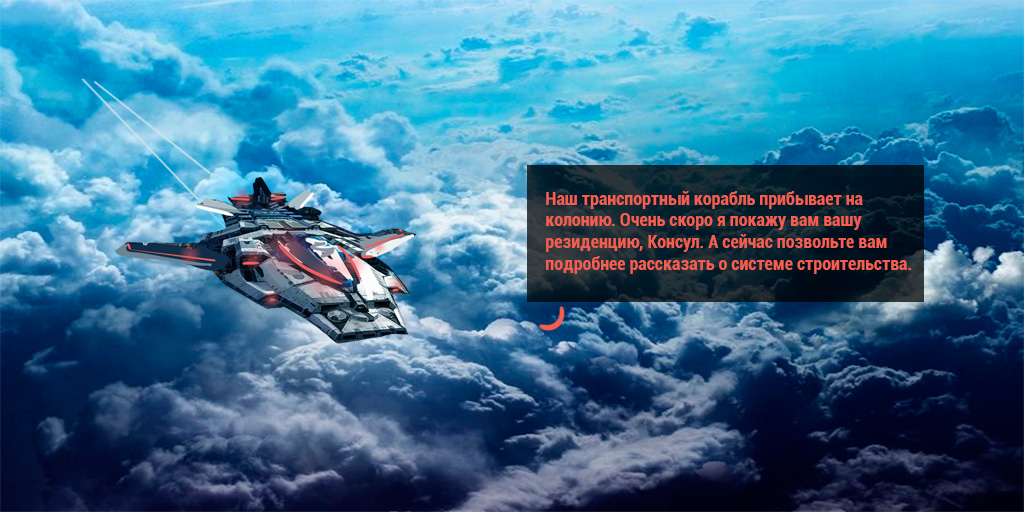 Наш транспортный корабль прибывает на
колонию. Очень скоро я покажу вам вашу
резиденцию, Консул. А сейчас позвольте вам
подробнее рассказать о системе строительства.